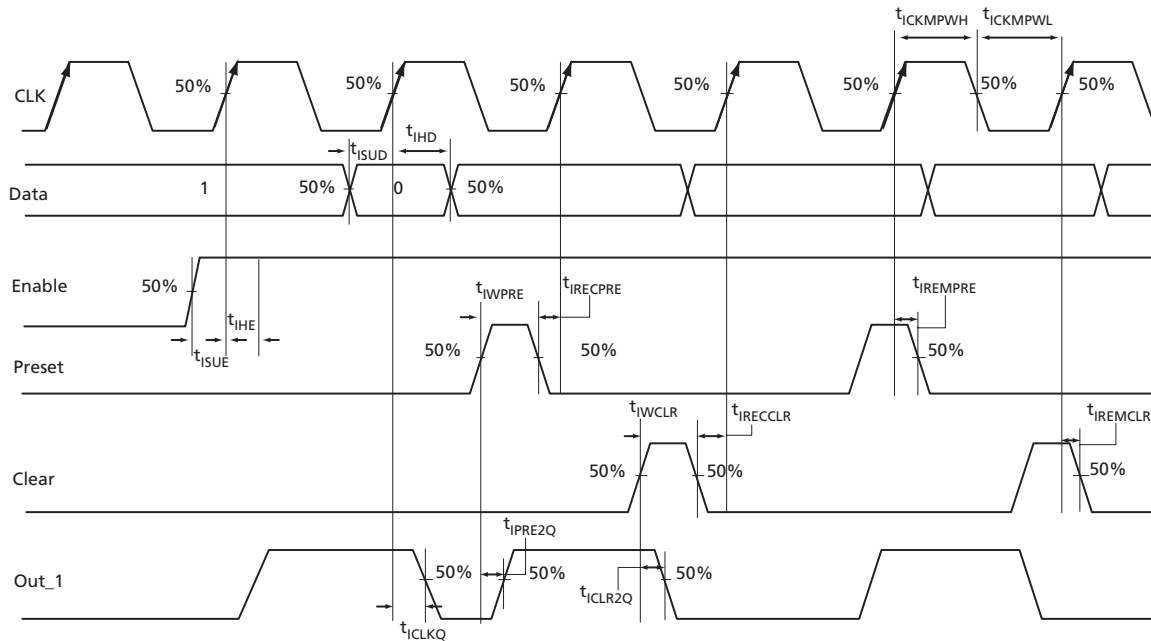 tICKMPWH tICKMPWL
CLK 50% 50% 50% 50% 50% 50% 50%
tISUD tIHD
Data 1 50% 0 50%
Enable 50% tIHE tISUE
tIWPRE tIRECPRE tIREMPRE
Preset 50% 50% 50%
tIWCLR tIRECCLR tIREMCLR
Clear 50% 50% 50%
tIPRE2Q
Out_1 50% 50% 50%
tICLR2Q
tICLKQ